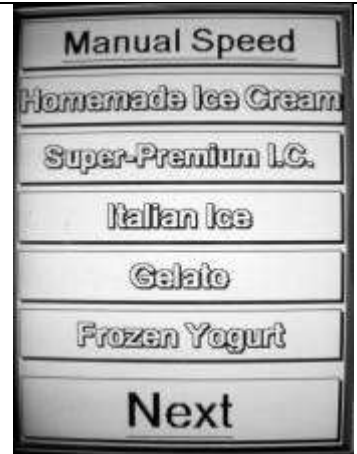 Manual Speed
Homemade Ice Cream
Super-Premium I.C.
Italian Ice
Gelato
Frozen Yogurt
Next